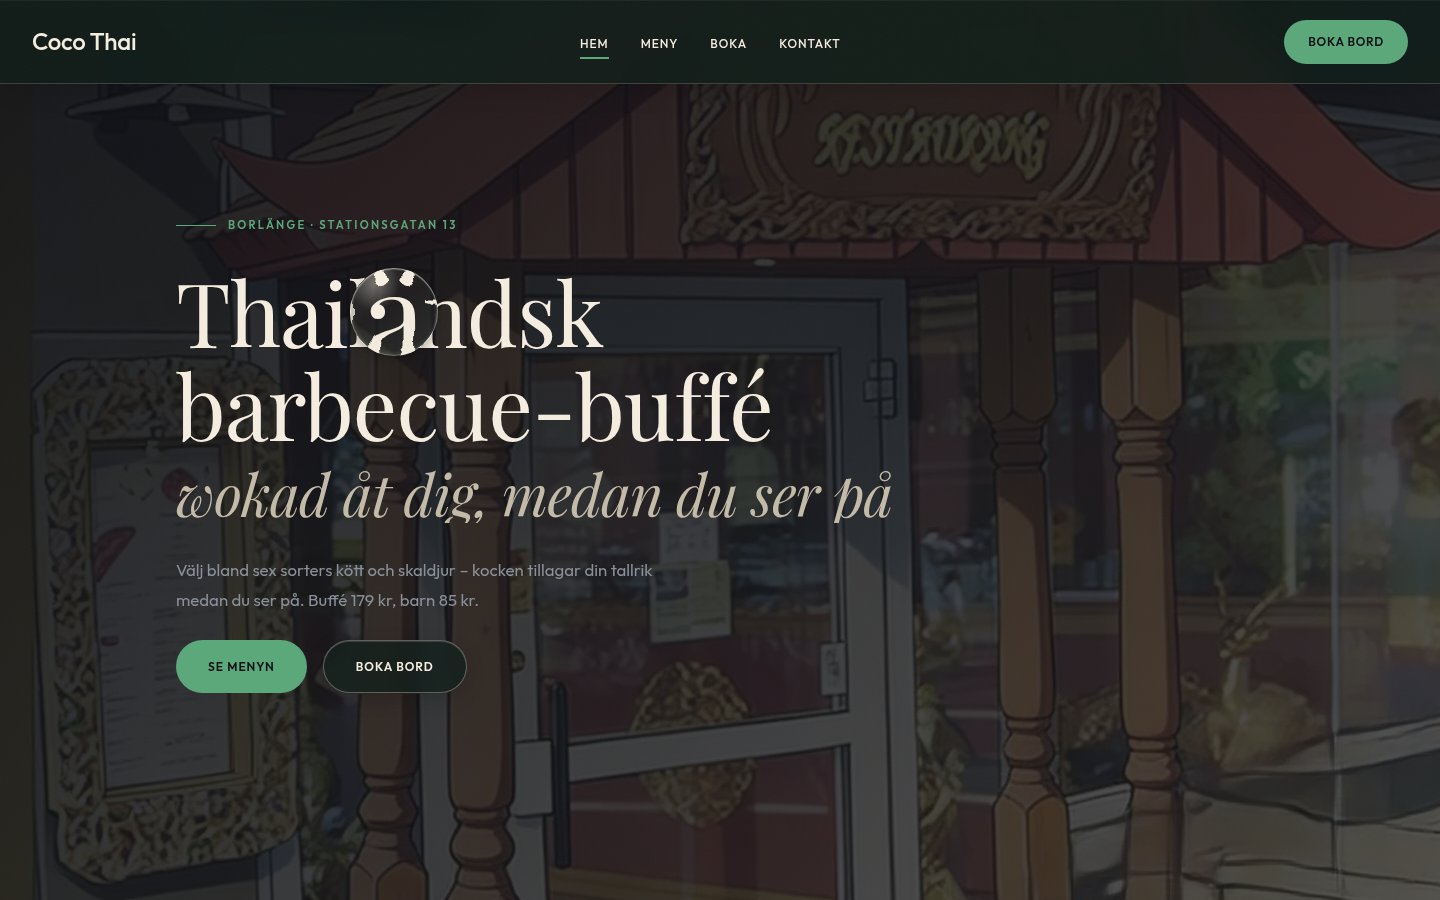 Coco Thai
HEM
MENY
BOKA
KONTAKT
BOKA BORD
BORLÄNGE · STATIONSGATAN 13
Thailändsk
barbecue-buffé
wokad åt dig, medan du ser på
Välj bland sex sorters kött och skaldjur – kocken tillagar din tallrik
medan du ser på. Buffé 179 kr, barn 85 kr.
SE MENYN
BOKA BORD